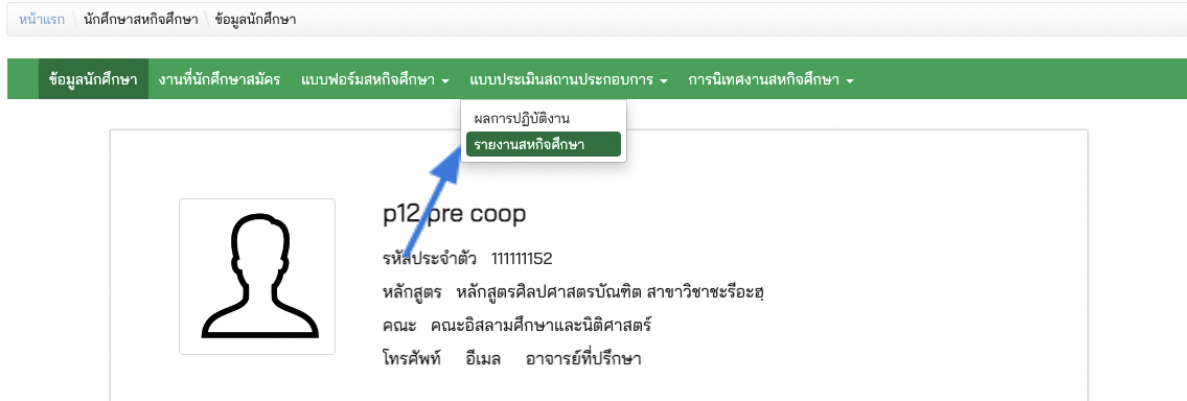 หน้าแรก นักศึกษาสหกิจศึกษา ข้อมูลนักศึกษา
ข้อมูลนักศึกษา งานที่นักศึกษาสมัคร แบบฟอร์มสหกิจศึกษา แบบประเมินสถานประกอบการ การนิเทศงานสหกิจศึกษา
ผลการปฏิบัติงาน
รายงานสหกิจศึกษา
p12 pre coop
รหัสประจำตัว 111111152
หลักสูตร หลักสูตรศิลปศาสตรบัณฑิต สาขาวิชาชะรีอะฮฺ
คณะ คณะอิสลามศึกษาและนิติศาสตร์
โทรศัพท์ อีเมล อาจารย์ที่ปรึกษา